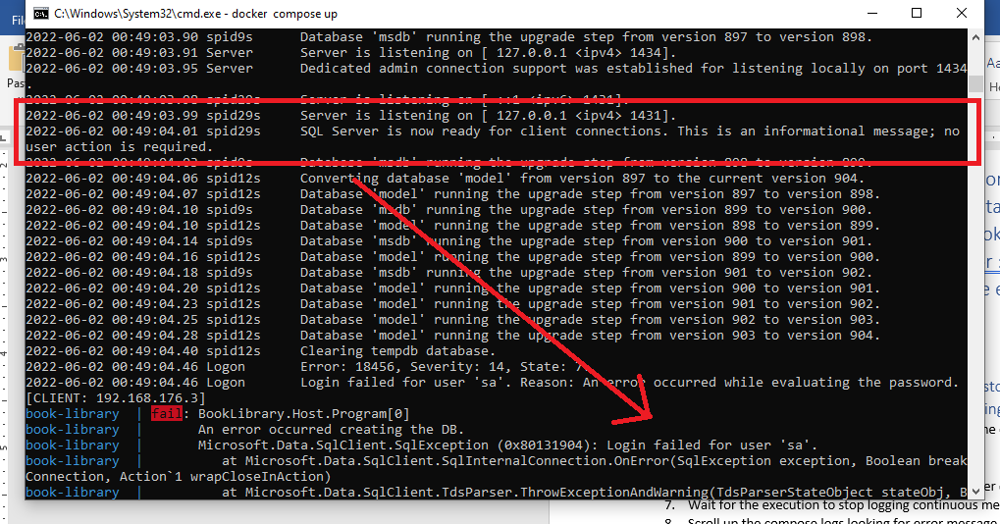 C:\Windows\System32\cmd.exe - docker compose up
2022-06-02 00:49:03.90 spid9s Database 'msdb' running the upgrade step from version 897 to version 898.
2022-06-02 00:49:03.91 Server Server is listening on [ 127.0.0.1 <ipv4> 1434].
2022-06-02 00:49:03.95 Server Dedicated admin connection support was established for listening locally on port 1434
.
2022-06-02 00:49:03.98 spid29s Server is listening on [ ::1 <ipv6> 1431].
2022-06-02 00:49:03.99 spid29s Server is listening on [ 127.0.0.1 <ipv4> 1431].
2022-06-02 00:49:04.01 spid29s SQL Server is now ready for client connections. This is an informational message; no
user action is required.
2022-06-02 00:49:04.03 spid9s Database 'msdb' running the upgrade step from version 898 to version 899.
2022-06-02 00:49:04.06 spid12s Converting database 'model' from version 897 to the current version 904.
2022-06-02 00:49:04.07 spid12s Database 'model' running the upgrade step from version 897 to version 898.
2022-06-02 00:49:04.10 spid9s Database 'msdb' running the upgrade step from version 899 to version 900.
2022-06-02 00:49:04.10 spid12s Database 'model' running the upgrade step from version 898 to version 899.
2022-06-02 00:49:04.14 spid9s Database 'msdb' running the upgrade step from version 900 to version 901.
2022-06-02 00:49:04.16 spid12s Database 'model' running the upgrade step from version 899 to version 900.
2022-06-02 00:49:04.18 spid9s Database 'msdb' running the upgrade step from version 901 to version 902.
2022-06-02 00:49:04.20 spid12s Database 'model' running the upgrade step from version 900 to version 901.
2022-06-02 00:49:04.23 spid12s Database 'model' running the upgrade step from version 901 to version 902.
2022-06-02 00:49:04.25 spid12s Database 'model' running the upgrade step from version 902 to version 903.
2022-06-02 00:49:04.28 spid12s Database 'model' running the upgrade step from version 903 to version 904.
2022-06-02 00:49:04.40 spid12s Clearing tempdb database.
2022-06-02 00:49:04.46 Logon Error: 18456, Severity: 14, State: 7.
2022-06-02 00:49:04.46 Logon Login failed for user 'sa'. Reason: An error occurred while evaluating the password.
[CLIENT: 192.168.176.3]
book-library | fail: BookLibrary.Host.Program[0]
book-library | An error occurred creating the DB.
book-library | Microsoft.Data.SqlClient.SqlException (0x80131904): Login failed for user 'sa'.
book-library | at Microsoft.Data.SqlClient.SqlInternalConnection.OnError(SqlException exception, Boolean break
Connection, Action`1 wrapCloseInAction)
book-library | at Microsoft.Data.SqlClient.TdsParser.ThrowExceptionAndWarning(TdsParserStateObject stateObj, B
7. Wait for the execution to stop logging continuous me
8. Scroll up the compose logs looking for error message